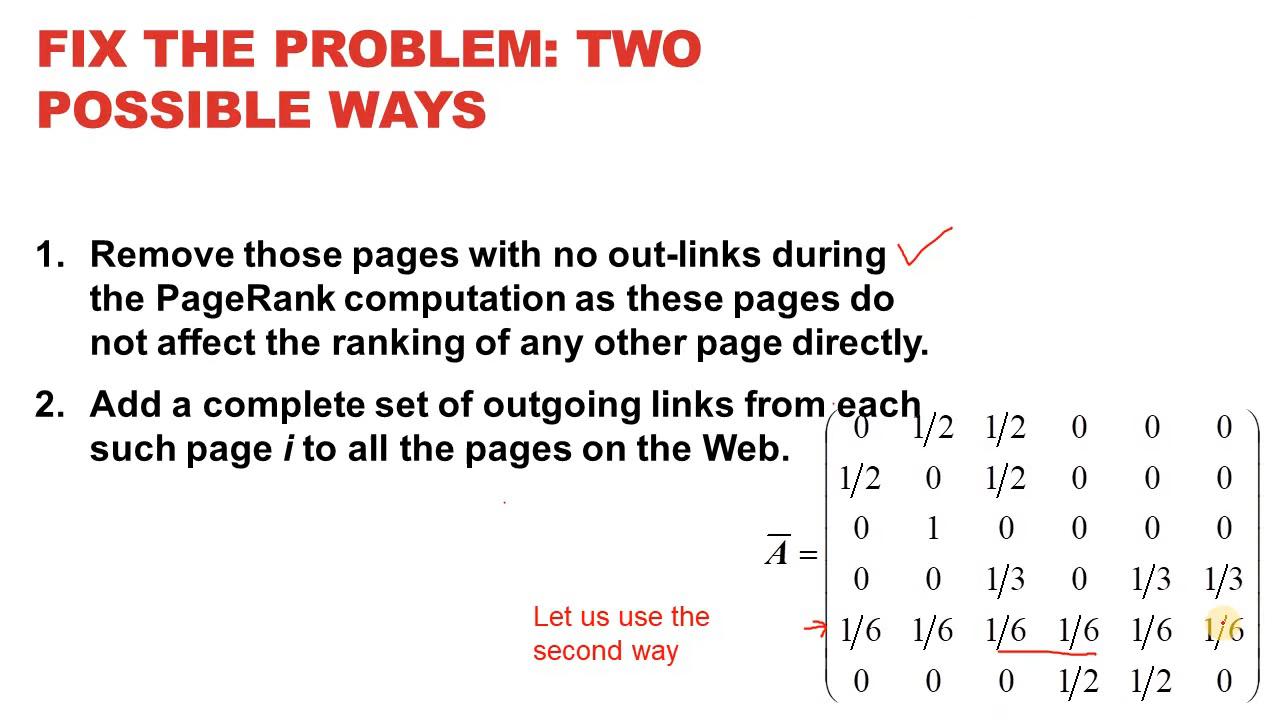 FIX THE PROBLEM: TWO
POSSIBLE WAYS
1. Remove those pages with no out-links during
the PageRank computation as these pages do
not affect the ranking of any other page directly.
2. Add a complete set of outgoing links from each
such page i to all the pages on the Web.
Let us use the
second way
A =
0 1/2 1/2 0 0 0
1/2 0 1/2 0 0 0
0 1 0 0 0 0
0 0 1/3 0 1/3 1/3
1/6 1/6 1/6 1/6 1/6 1/6
0 0 0 1/2 1/2 0